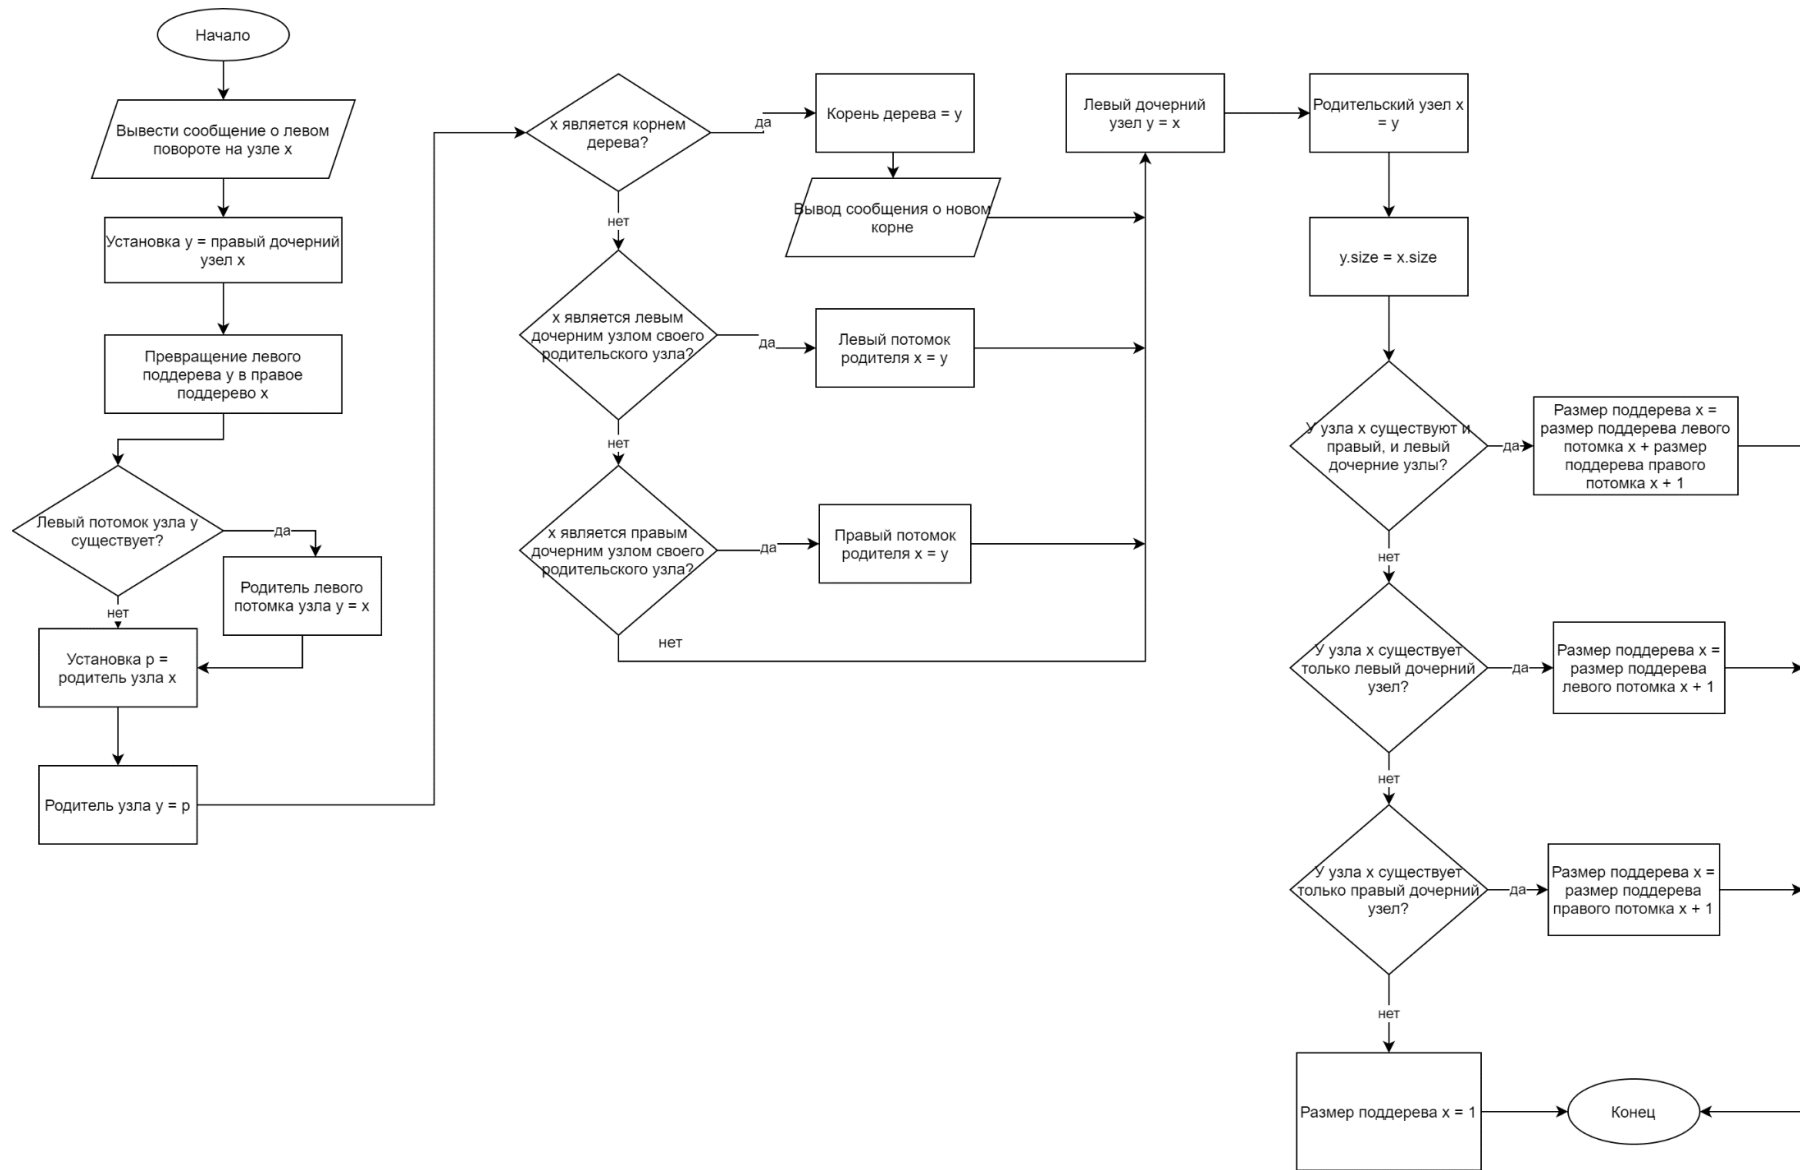 Начало
Вывести сообщение о левом
повороте на узле x
Установка y = правый дочерний
узел x
Превращение левого
поддерева y в правое
поддерево x
Левый потомок узла y
существует?
да
Родитель левого
потомка узла y = x
нет
Установка p =
родитель узла x
Родитель узла y = p
x является корнем
дерева?
да
Корень дерева = y
Вывод сообщения о новом
корне
нет
x является левым
дочерним узлом своего
родительского узла?
да
Левый потомок
родителя x = y
нет
x является правым
дочерним узлом своего
родительского узла?
да
Правый потомок
родителя x = y
нет
Левый дочерний
узел y = x
Родительский узел x
= y
y.size = x.size
У узла x существуют и
правый, и левый
дочерние узлы?
да
Размер поддерева x =
размер поддерева левого
потомка x + размер
поддерева правого
потомка x + 1
нет
У узла x существует
только левый дочерний
узел?
да
Размер поддерева x =
размер поддерева
левого потомка x + 1
нет
У узла x существует
только правый дочерний
узел?
да
Размер поддерева x =
размер поддерева
правого потомка x + 1
нет
Размер поддерева x = 1
Конец